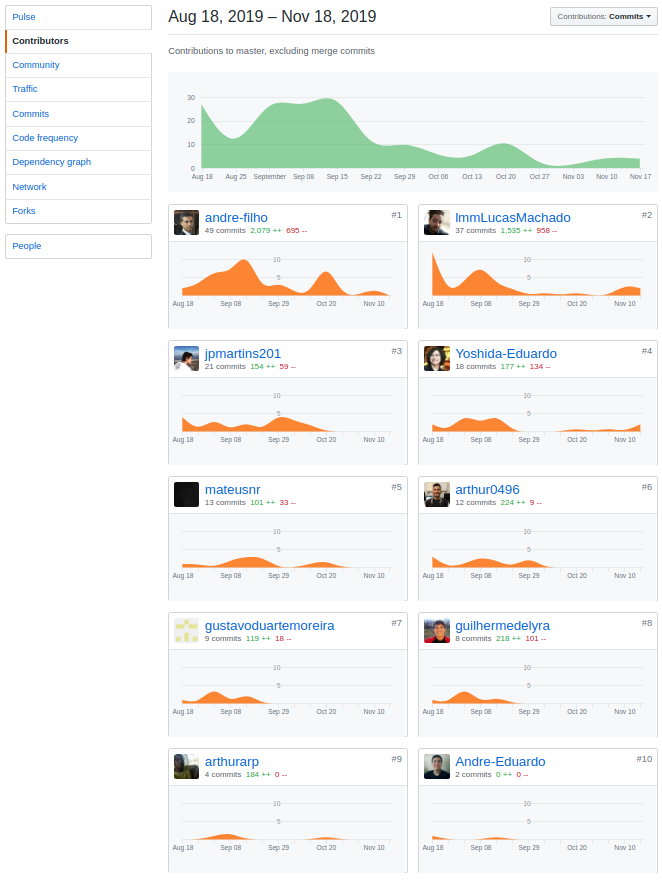 Pulse
Contributors
Community
Traffic
Commits
Code frequency
Dependency graph
Network
Forks
People
Aug 18, 2019 – Nov 18, 2019
Contributions: Commits
Contributions to master, excluding merge commits
30
20
10
0
Aug 18 Aug 25 September Sep 08 Sep 15 Sep 22 Sep 29 Oct 06 Oct 13 Oct 20 Oct 27 Nov 03 Nov 10 Nov 17
andre-filho #1
49 commits 2,079 ++ 695 --
10
5
Aug 18 Sep 08 Sep 29 Oct 20 Nov 10
lmmLucasMachado #2
37 commits 1,535 ++ 958 --
10
5
Aug 18 Sep 08 Sep 29 Oct 20 Nov 10
jpmartins201 #3
21 commits 154 ++ 59 --
10
5
Aug 18 Sep 08 Sep 29 Oct 20 Nov 10
Yoshida-Eduardo #4
18 commits 177 ++ 134 --
10
5
Aug 18 Sep 08 Sep 29 Oct 20 Nov 10
mateusnr #5
13 commits 101 ++ 33 --
10
5
Aug 18 Sep 08 Sep 29 Oct 20 Nov 10
arthur0496 #6
12 commits 224 ++ 9 --
10
5
Aug 18 Sep 08 Sep 29 Oct 20 Nov 10
gustavoduartemoreira #7
9 commits 119 ++ 18 --
10
5
Aug 18 Sep 08 Sep 29 Oct 20 Nov 10
guilhermedelyra #8
8 commits 218 ++ 101 --
10
5
Aug 18 Sep 08 Sep 29 Oct 20 Nov 10
arthurarp #9
4 commits 184 ++ 0 --
10
5
Aug 18 Sep 08 Sep 29 Oct 20 Nov 10
Andre-Eduardo #10
2 commits 0 ++ 0 --
10
5
Aug 18 Sep 08 Sep 29 Oct 20 Nov 10